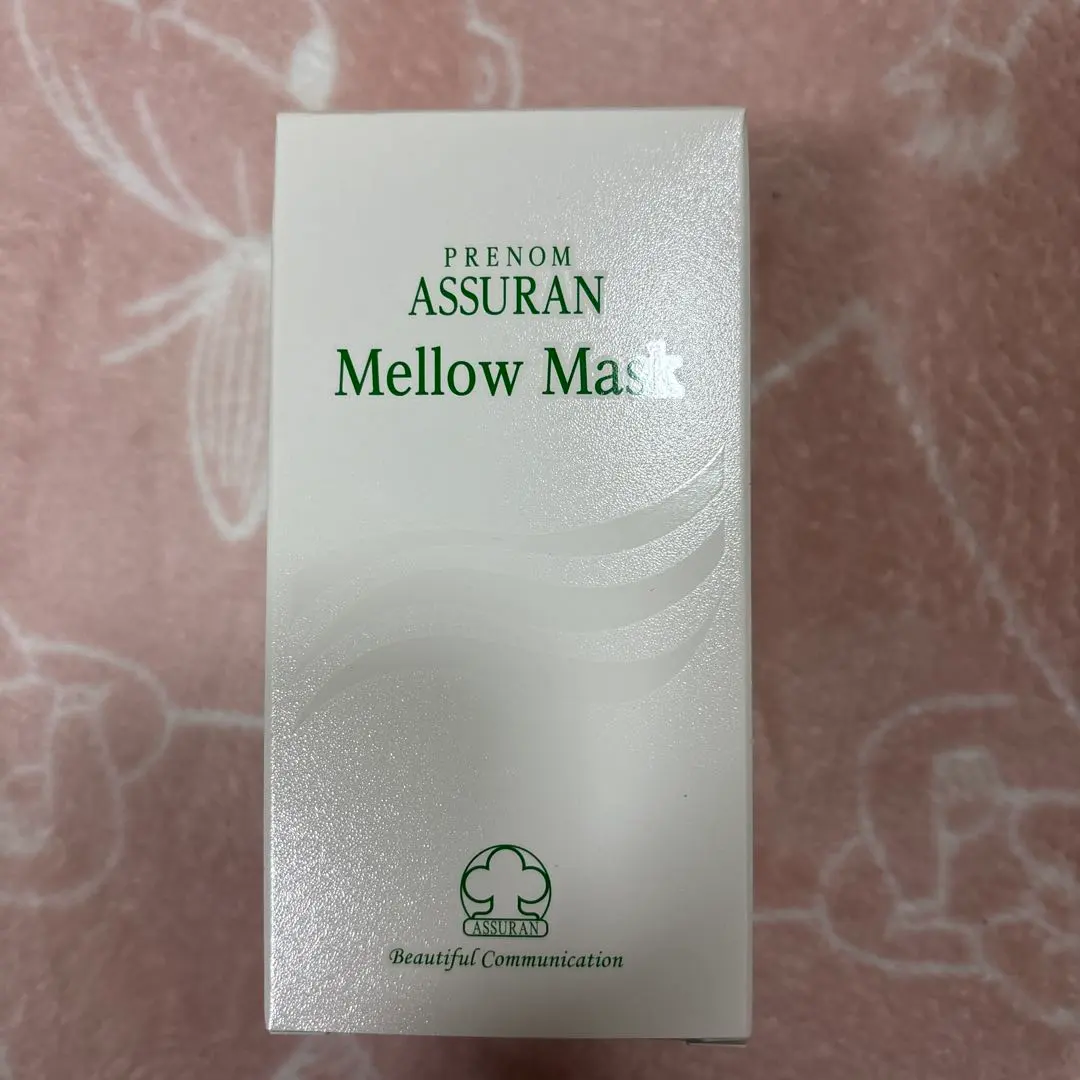 PRENOM
ASSURAN
Mellow Mask
ASSURAN
Beautiful Communication